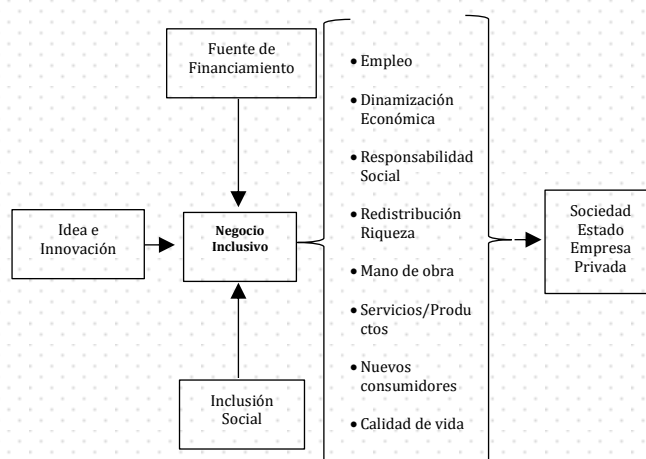 Fuente de
Financiamiento
Idea e
Innovación
Negocio
Inclusivo
Inclusión
Social
• Empleo
• Dinamización
Económica
• Responsabilidad
Social
• Redistribución
Riqueza
• Mano de obra
• Servicios/Produ
ctos
• Nuevos
consumidores
• Calidad de vida
Sociedad
Estado
Empresa
Privada